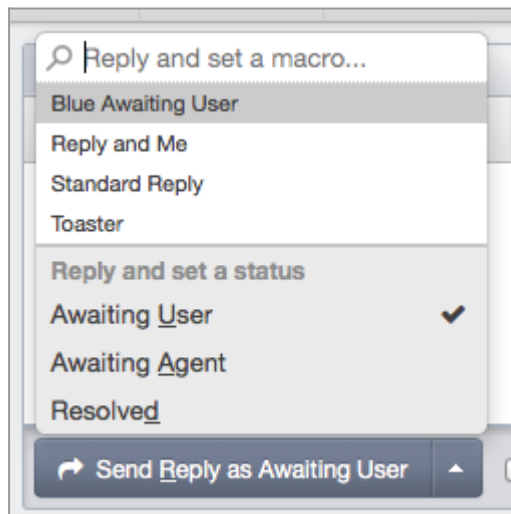 Reply and set a macro...
Blue Awaiting User
Reply and Me
Standard Reply
Toaster
Reply and set a status
Awaiting User
Awaiting Agent
Resolved
Send Reply as Awaiting User